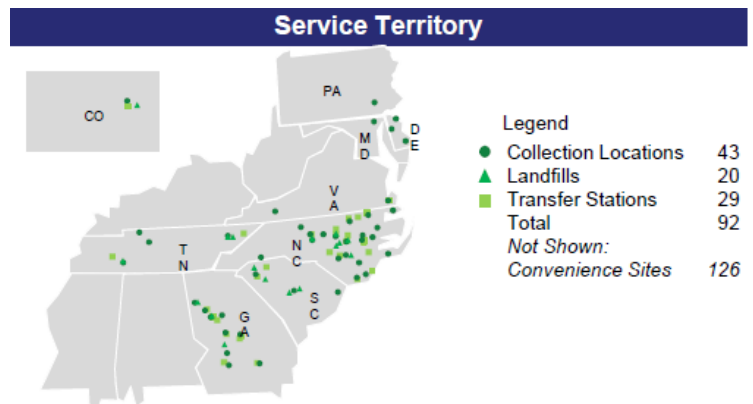 Service Territory
CO
PA
M
D
D
E
V
A
T
N
N
C
S
C
G
A
Legend
Collection Locations 43
Landfills 20
Transfer Stations 29
Total 92
Not Shown:
Convenience Sites 126